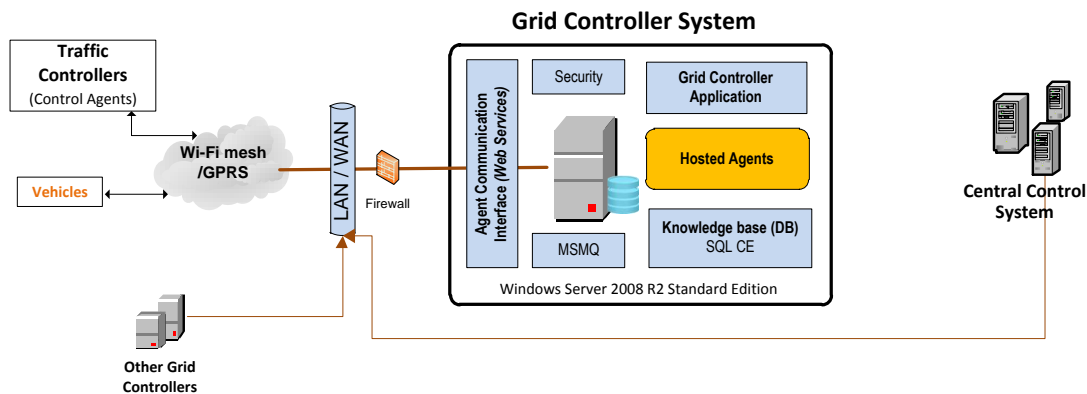 Grid Controller System
Traffic
Controllers
(Control Agents)
Wi-Fi mesh
/GPRS
Vehicles
LAN / WAN
Firewall
Agent Communication
Interface (Web Services)
Security
Grid Controller
Application
Hosted Agents
MSMQ
Knowledge base (DB)
SQL CE
Windows Server 2008 R2 Standard Edition
Central Control
System
Other Grid
Controllers